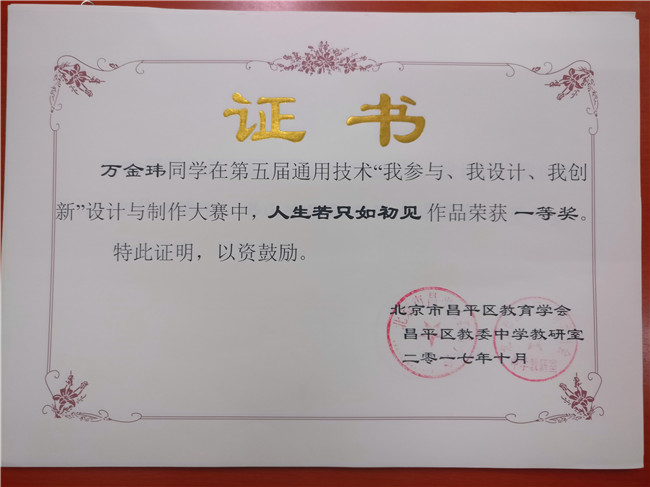 证书
万金玮同学在第五届通用技术“我参与、我设计、我创
新”设计与制作大赛中，人生若只如初见 作品荣获 一等奖。
特此证明，以资鼓励。
北京市昌平区教育学会
昌平区教委中学教研室
二零一七年十月